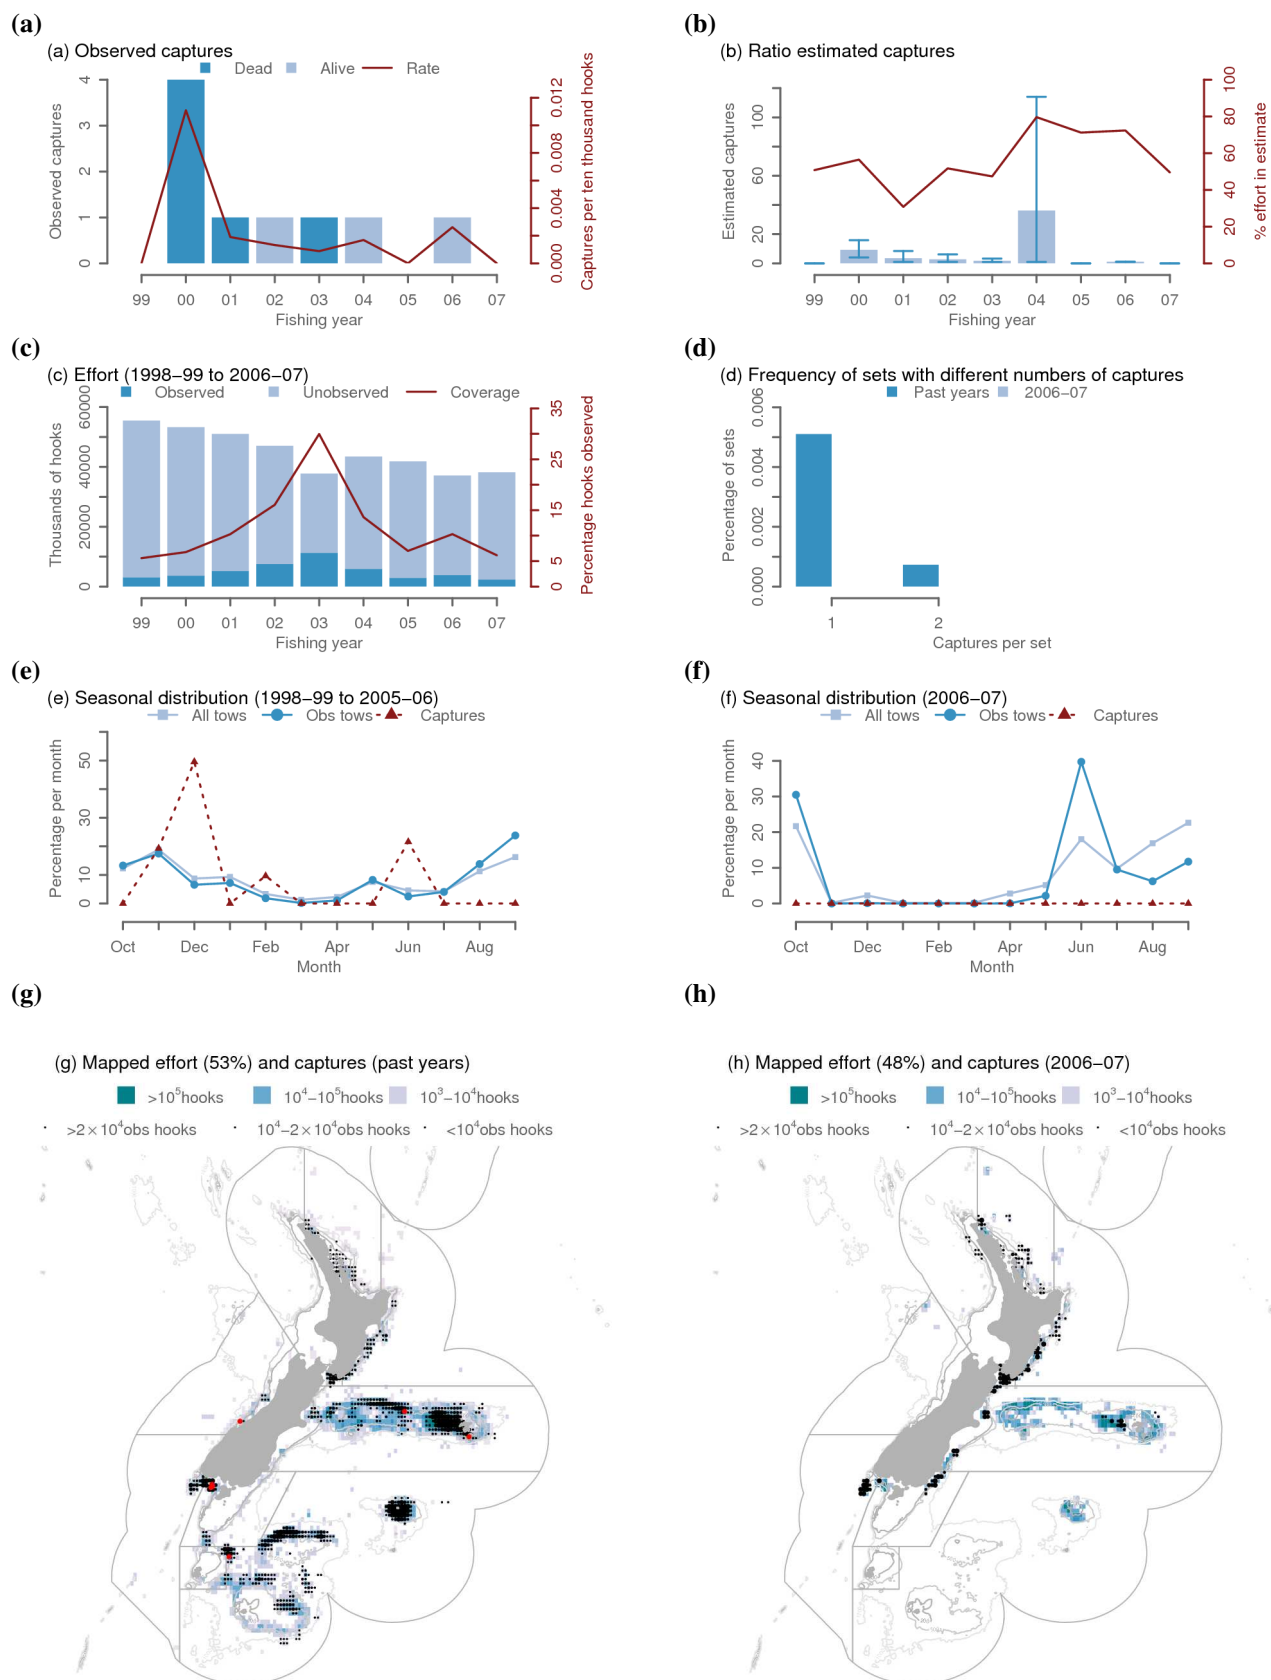 (a)
(a) Observed captures
Dead Alive Rate
Observed captures
0 1 2 3 4
0.000 0.004 0.008 0.012
Captures per ten thousand hooks
99 00 01 02 03 04 05 06 07
Fishing year
(b)
(b) Ratio estimated captures
Estimated captures
0 20 60 100
0 20 40 60 80 100
% effort in estimate
99 00 01 02 03 04 05 06 07
Fishing year
(c)
(c) Effort (1998–99 to 2006–07)
Observed Unobserved Coverage
Thousands of hooks
0 20000 40000 60000
5 15 25 35
Percentage hooks observed
99 00 01 02 03 04 05 06 07
Fishing year
(d)
(d) Frequency of sets with different numbers of captures
Past years 2006–07
Percentage of sets
0.000 0.002 0.004 0.006
1 2
Captures per set
(e)
(e) Seasonal distribution (1998–99 to 2005–06)
All tows Obs tows Captures
Percentage per month
0 10 30 50
Oct Dec Feb Apr Jun Aug
Month
(f)
(f) Seasonal distribution (2006–07)
All tows Obs tows Captures
Percentage per month
0 10 20 30 40
Oct Dec Feb Apr Jun Aug
Month
(g)
(g) Mapped effort (53%) and captures (past years)
>10⁵hooks 10⁴–10⁵hooks 10³–10⁴hooks
>2×10⁴obs hooks 10⁴–2×10⁴obs hooks <10⁴obs hooks
(h)
(h) Mapped effort (48%) and captures (2006–07)
>10⁵hooks 10⁴–10⁵hooks 10³–10⁴hooks
>2×10⁴obs hooks 10⁴–2×10⁴obs hooks <10⁴obs hooks